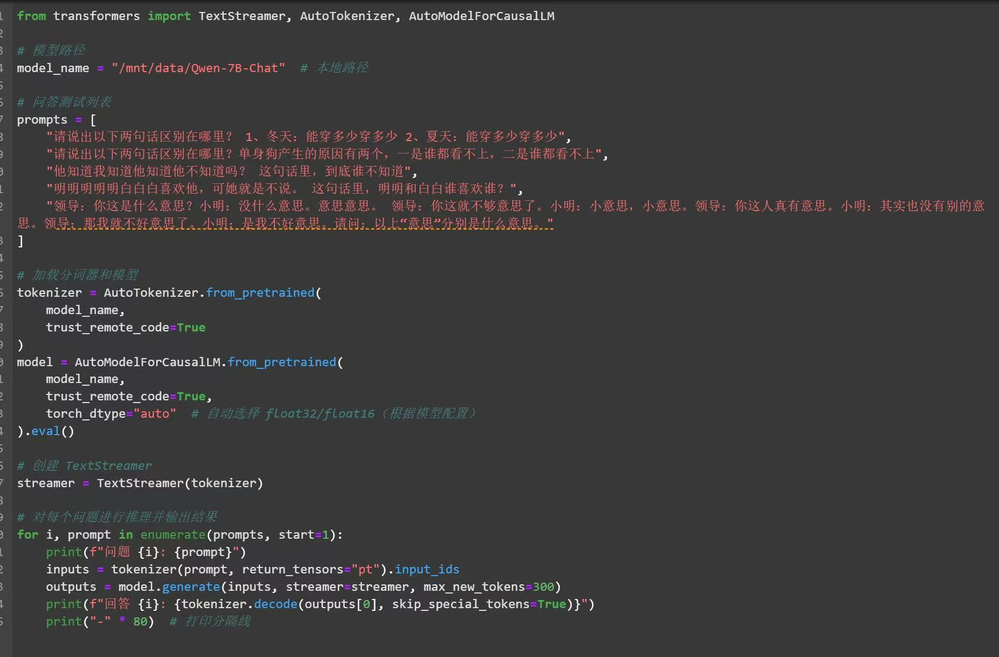 from transformers import TextStreamer, AutoTokenizer, AutoModelForCausalLM
# 模型路径
model_name = "/mnt/data/Qwen-7B-Chat"  # 本地路径
# 问答测试列表
prompts = [
    "请说出以下两句话区别在哪里？ 1、冬天：能穿多少穿多少 2、夏天：能穿多少穿多少",
    "请说出以下两句话区别在哪里？单身狗产生的原因有两个，一是谁都看不上，二是谁都看不上",
    "他知道我知道他知道他不知道吗？ 这句话里，到底谁不知道",
    "明明明明明白白白喜欢他，可她就是不说。 这句话里，明明和白白谁喜欢谁？",
    "领导：你这是什么意思？小明：没什么意思。意思意思。 领导：你这就不够意思了。小明：小意思，小意思。领导：你这人真有意思。小明：其实也没有别的意
思。领导：那我就不好意思了。小明：是我不好意思。请问：以上“意思”分别是什么意思。"
]
# 加载分词器和模型
tokenizer = AutoTokenizer.from_pretrained(
    model_name,
    trust_remote_code=True
)
model = AutoModelForCausalLM.from_pretrained(
    model_name,
    trust_remote_code=True,
    torch_dtype="auto"  # 自动选择 float32/float16（根据模型配置）
).eval()
# 创建 TextStreamer
streamer = TextStreamer(tokenizer)
# 对每个问题进行推理并输出结果
for i, prompt in enumerate(prompts, start=1):
    print(f"问题 {i}: {prompt}")
    inputs = tokenizer(prompt, return_tensors="pt").input_ids
    outputs = model.generate(inputs, streamer=streamer, max_new_tokens=300)
    print(f"回答 {i}: {tokenizer.decode(outputs[0], skip_special_tokens=True)}")
    print("-" * 80)  # 打印分隔线